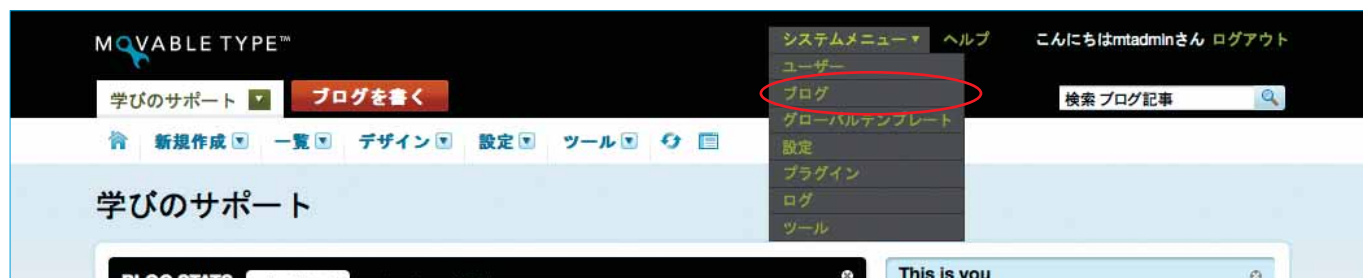 MOVABLE TYPE™
システムメニュー ヘルプ こんにちはmtadminさん ログアウト
ユーザー
学びのサポート ブログを書く ブログ 検索 ブログ記事
グローバルテンプレート
新規作成 一覧 デザイン 設定 ツール 設定
プラグイン
学びのサポート ログ
ツール
BLOG STATS This is you